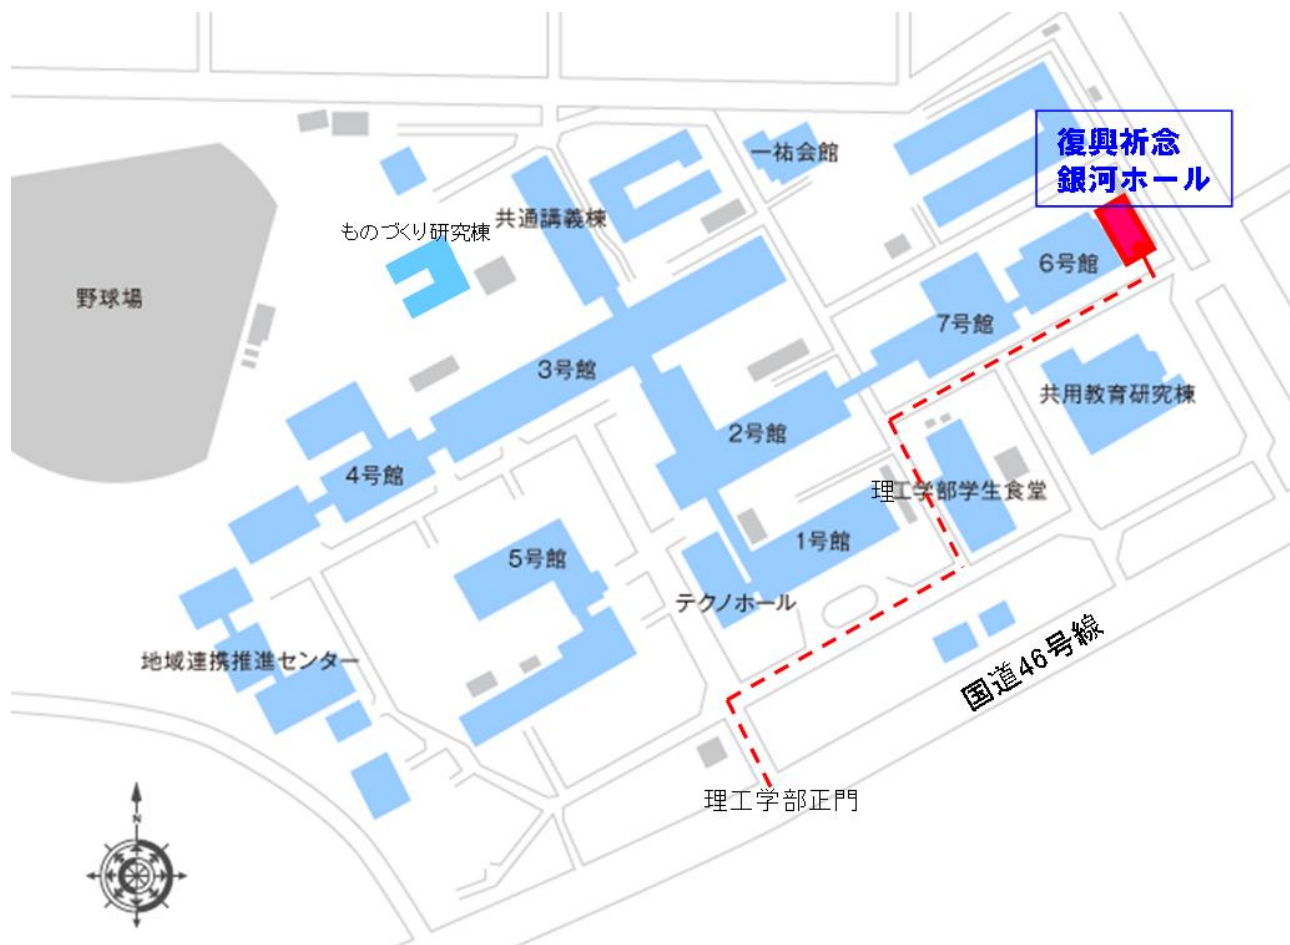 復興祈念
銀河ホール
一祐会館
共通講義棟
ものづくり研究棟
6号館
野球場
7号館
3号館
共用教育研究棟
2号館
4号館
理工学部学生食堂
1号館
5号館
テクノホール
地域連携推進センター
国道46号線
理工学部正門
N